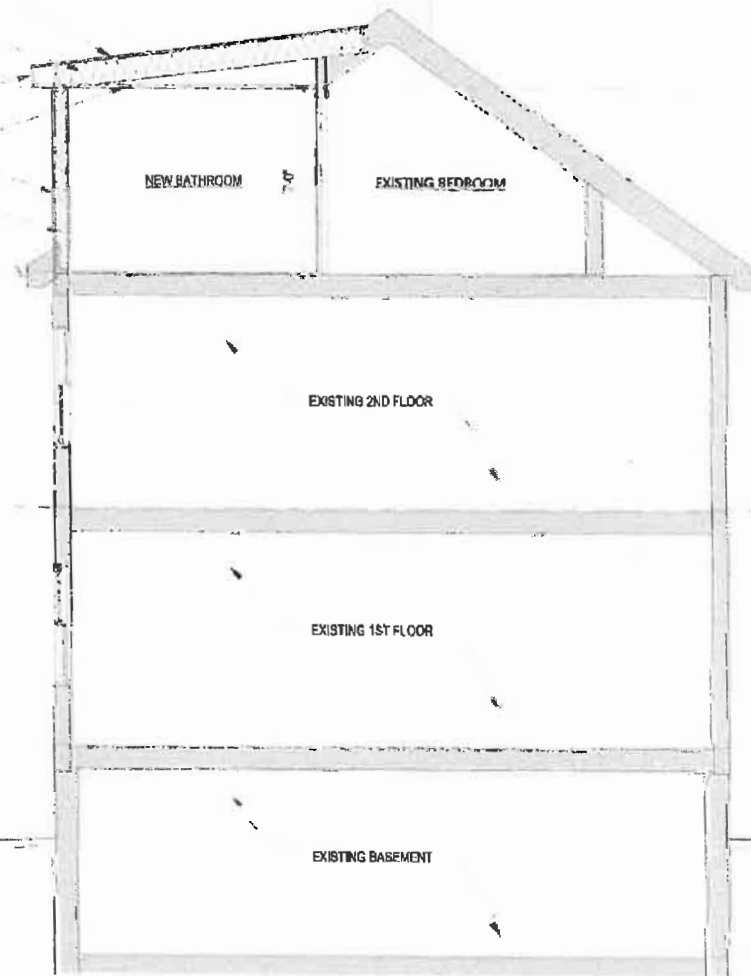 NEW BATHROOM
EXISTING BEDROOM
EXISTING 2ND FLOOR
EXISTING 1ST FLOOR
EXISTING BASEMENT